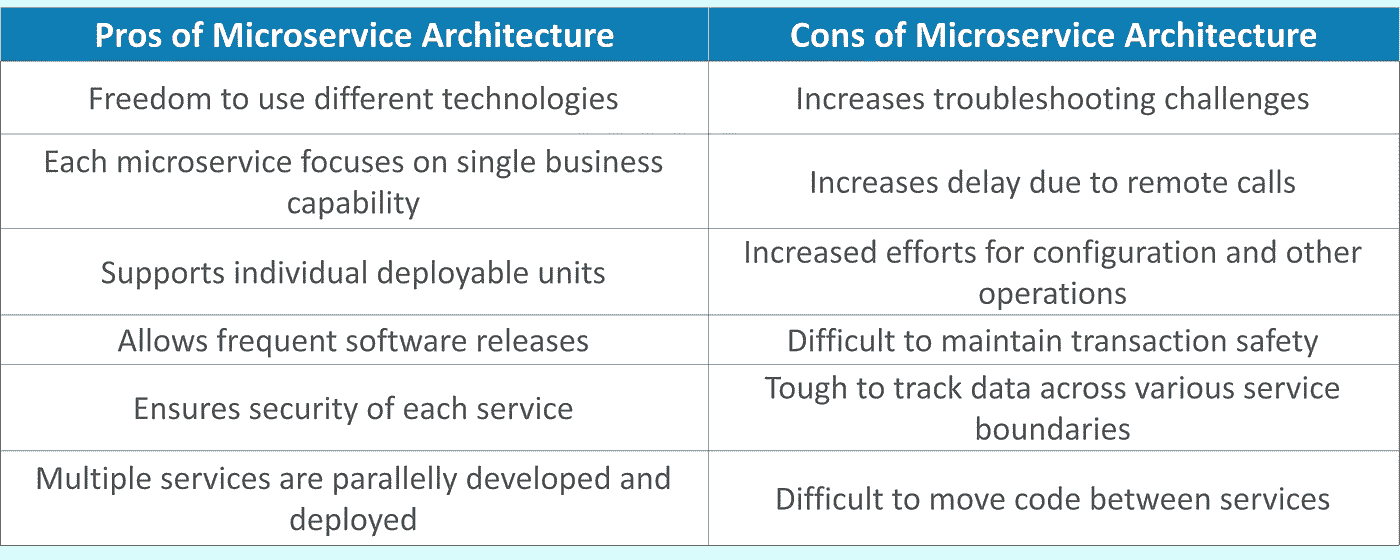 Pros of Microservice Architecture
Cons of Microservice Architecture
Freedom to use different technologies
Increases troubleshooting challenges
Each microservice focuses on single business
capability
Increases delay due to remote calls
Supports individual deployable units
Increased efforts for configuration and other
operations
Allows frequent software releases
Difficult to maintain transaction safety
Ensures security of each service
Tough to track data across various service
boundaries
Multiple services are parallelly developed and
deployed
Difficult to move code between services